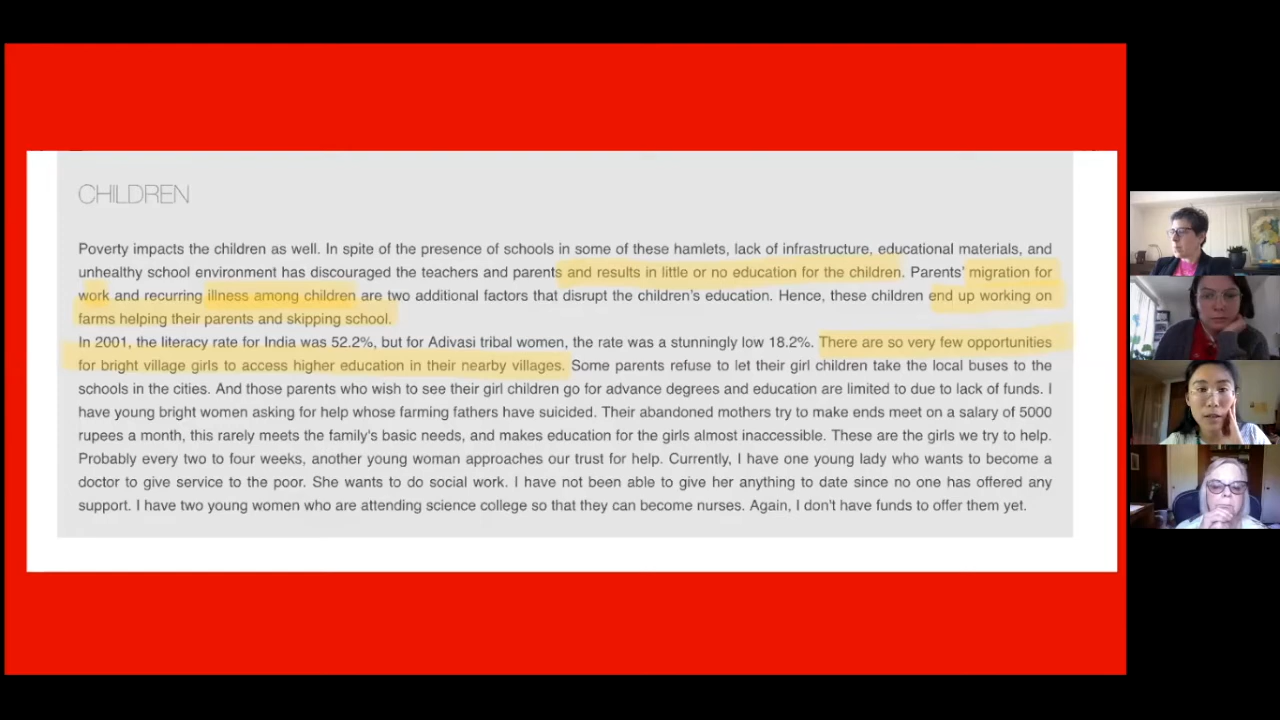 CHILDREN
Poverty impacts the children as well. In spite of the presence of schools in some of these hamlets, lack of infrastructure, educational materials, and
unhealthy school environment has discouraged the teachers and parents and results in little or no education for the children. Parents' migration for
work and recurring illness among children are two additional factors that disrupt the children's education. Hence, these children end up working on
farms helping their parents and skipping school.
In 2001, the literacy rate for India was 52.2%, but for Adivasi tribal women, the rate was a stunningly low 18.2%. There are so very few opportunities
for bright village girls to access higher education in their nearby villages. Some parents refuse to let their girl children take the local buses to the
schools in the cities. And those parents who wish to see their girl children go for advance degrees and education are limited to due to lack of funds. I
have young bright women asking for help whose farming fathers have suicided. Their abandoned mothers try to make ends meet on a salary of 5000
rupees a month, this rarely meets the family's basic needs, and makes education for the girls almost inaccessible. These are the girls we try to help.
Probably every two to four weeks, another young woman approaches our trust for help. Currently, I have one young lady who wants to become a
doctor to give service to the poor. She wants to do social work. I have not been able to give her anything to date since no one has offered any
support. I have two young women who are attending science college so that they can become nurses. Again, I don't have funds to offer them yet.